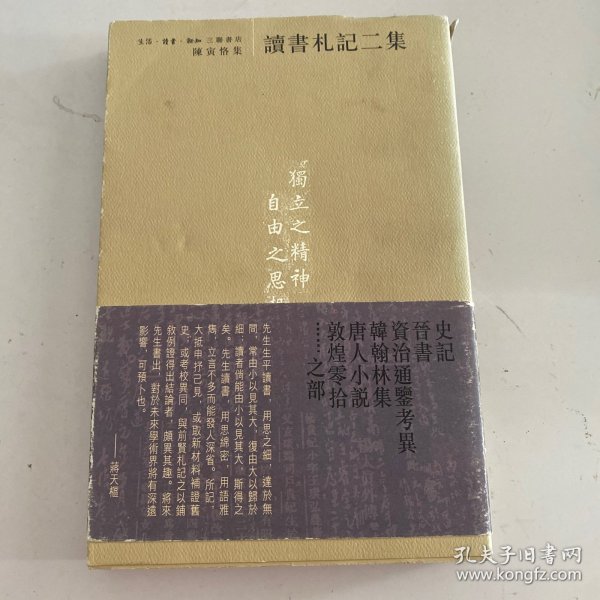 生活·讀書·新知 三聯書店
陳寅恪集
讀書札記二集
獨立之精神
自由之思想
史記
晉書
資治通鑒考異
韓翰林集
唐人小說
敦煌零拾
……之部
先生生平讀書，用思之細，達於無
間，常由小以見其大，復由大以歸於
細，讀者倘能由小以見其大，斯得之
矣。先生讀書，用思綿密，用語雅
雋，立言不多而能發人深省。所記，
大抵申抒己見，或取新材料補證舊
史；或考校異同，與前賢札記之以鋪
敘例證得出結論者，頗異其趣。將來
先生書出，對於未來學術界將有深遠
影響，可預卜也。
——蔣天樞
孔夫子旧书网
www.kongfz.com